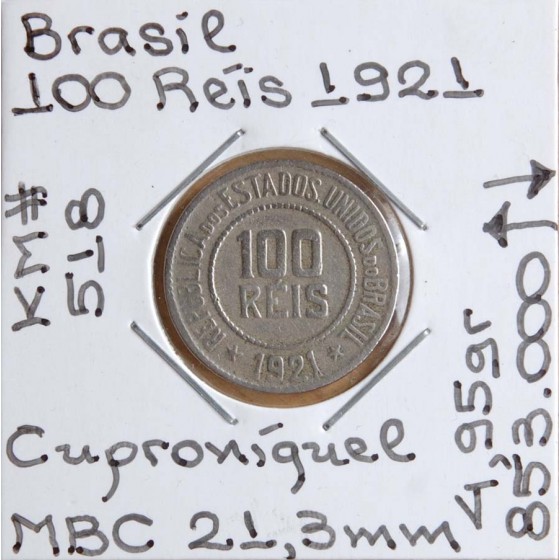 Brasil
100 Réis 1921
KM#
518
REPUBLICA DOS ESTADOS UNIDOS DO BRASIL
100
RÉIS
1921
4,95gr
853.000
Cuproníquel
MBC 21,3mm